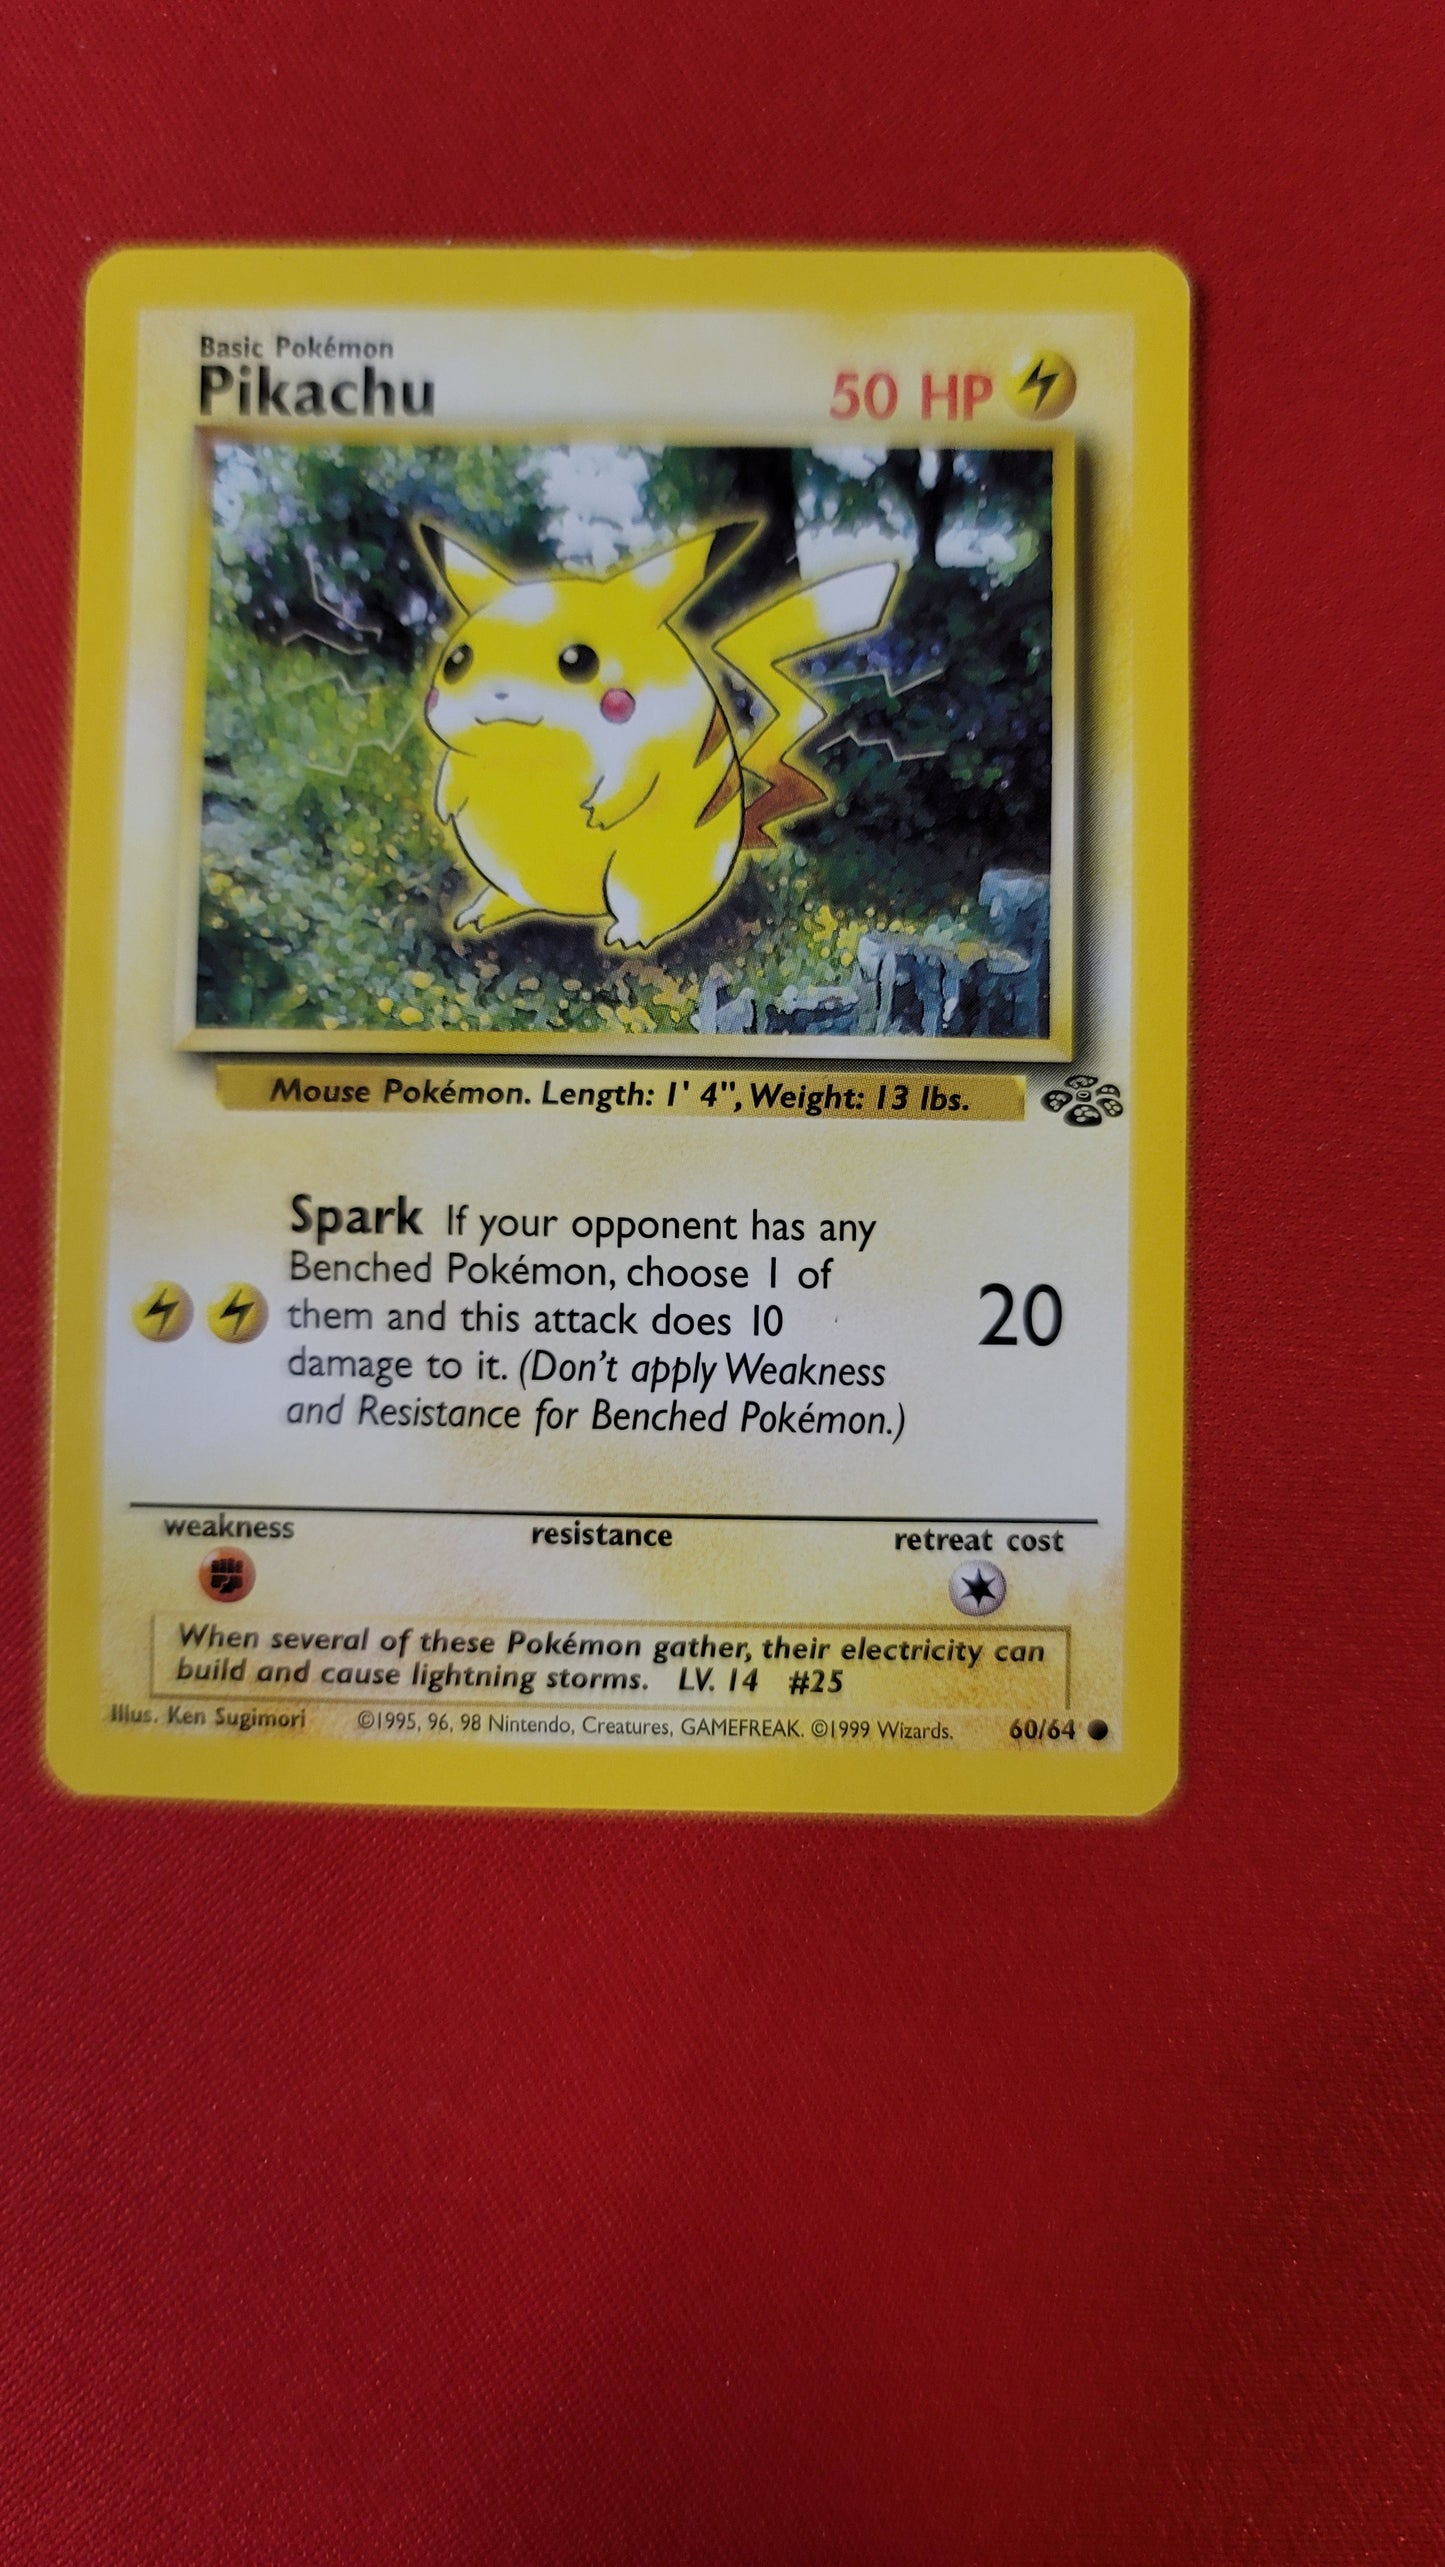 Basic Pokémon
Pikachu
50 HP
Mouse Pokémon. Length: 1' 4", Weight: 13 lbs.
Spark If your opponent has any
Benched Pokémon, choose 1 of
them and this attack does 10
damage to it. (Don't apply Weakness
and Resistance for Benched Pokémon.)
20
weakness resistance retreat cost
When several of these Pokémon gather, their electricity can
build and cause lightning storms. LV. 14 #25
Illus. Ken Sugimori ©1995, 96, 98 Nintendo, Creatures, GAMEFREAK. ©1999 Wizards. 60/64